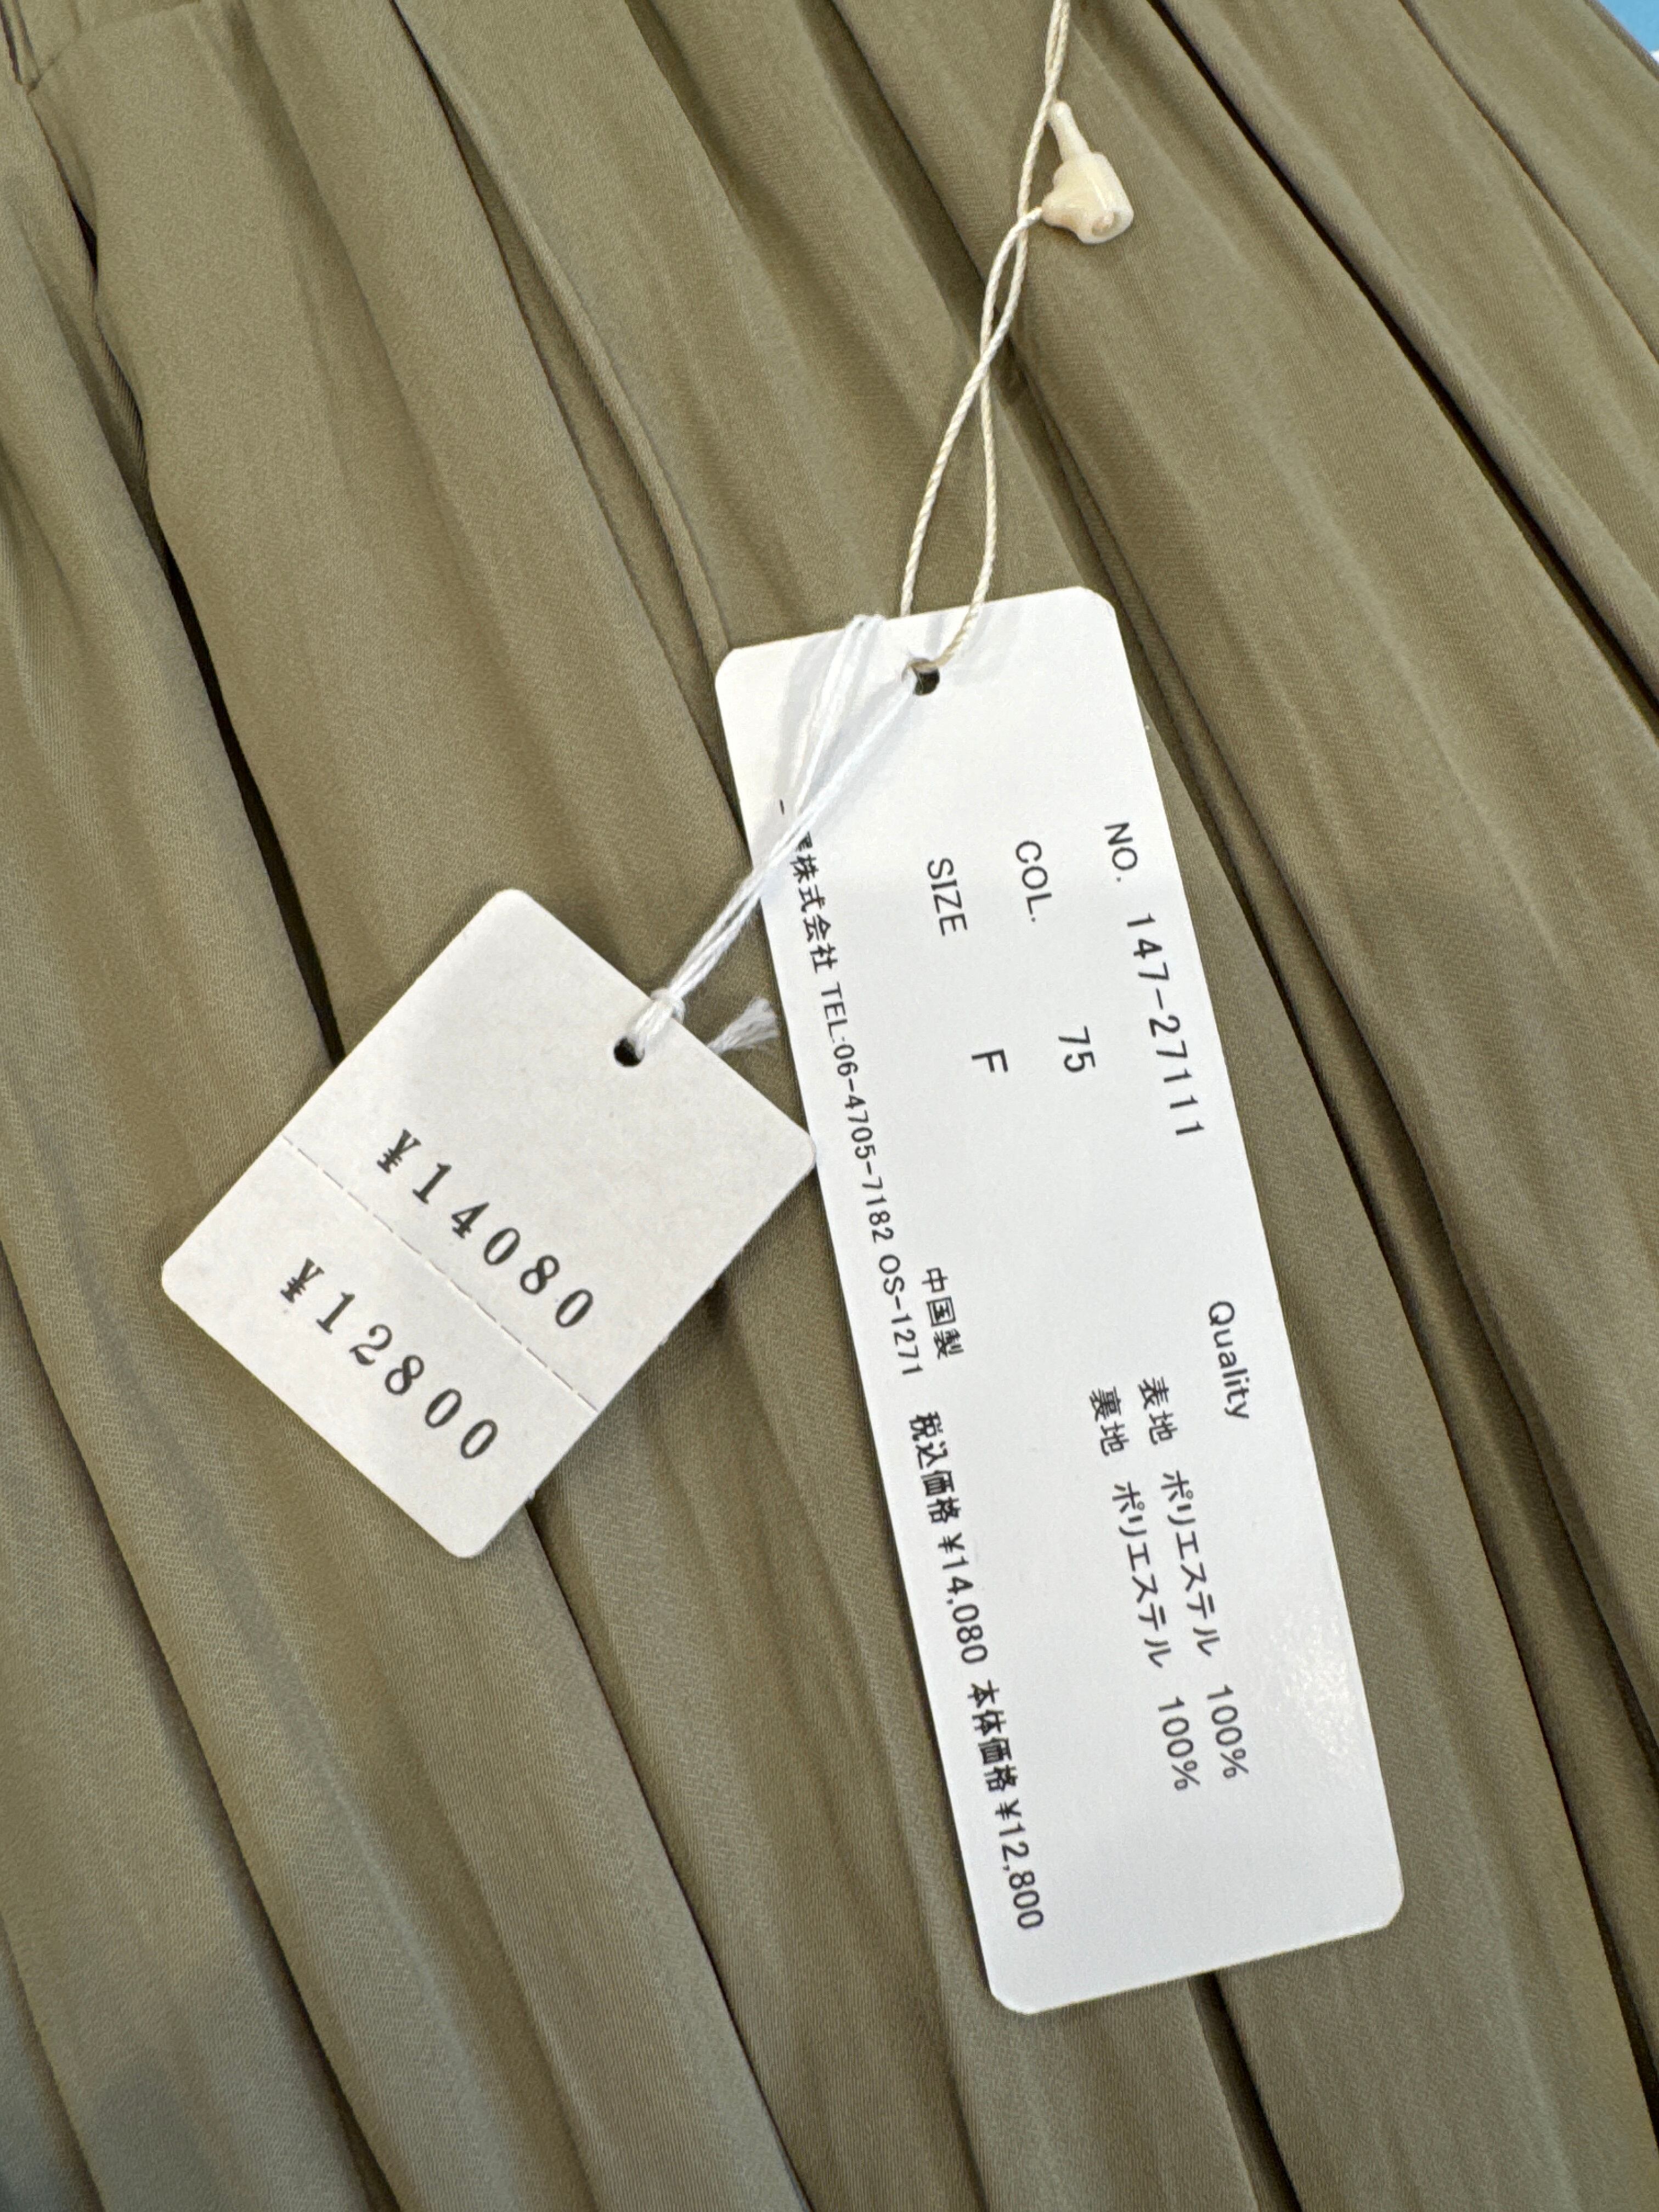 NO. 147-27111
COL. 75
SIZE F
Quality
表地 ポリエステル 100%
裏地 ポリエステル 100%
中国製
株式会社 TEL:06-4705-7182 OS-1271 税込価格 ¥14,080 本体価格 ¥12,800
¥14080
¥12800